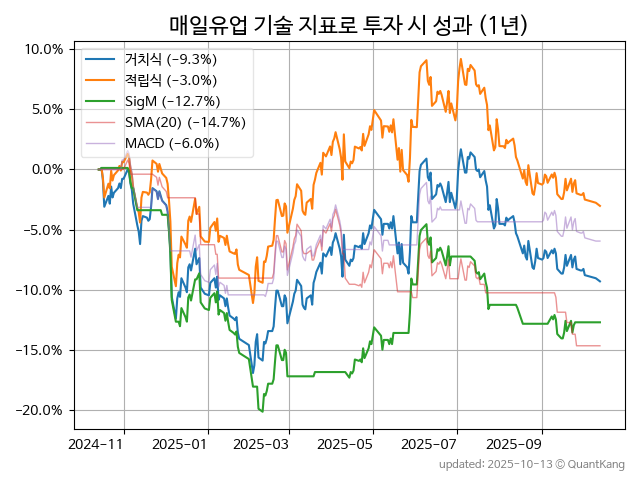 매일유업 기술 지표로 투자 시 성과 (1년)
10.0%
5.0%
0.0%
−5.0%
−10.0%
−15.0%
−20.0%
거치식 (−9.3%)
적립식 (−3.0%)
SigM (−12.7%)
SMA(20) (−14.7%)
MACD (−6.0%)
2024-11 2025-01 2025-03 2025-05 2025-07 2025-09
updated: 2025-10-13 © QuantKang